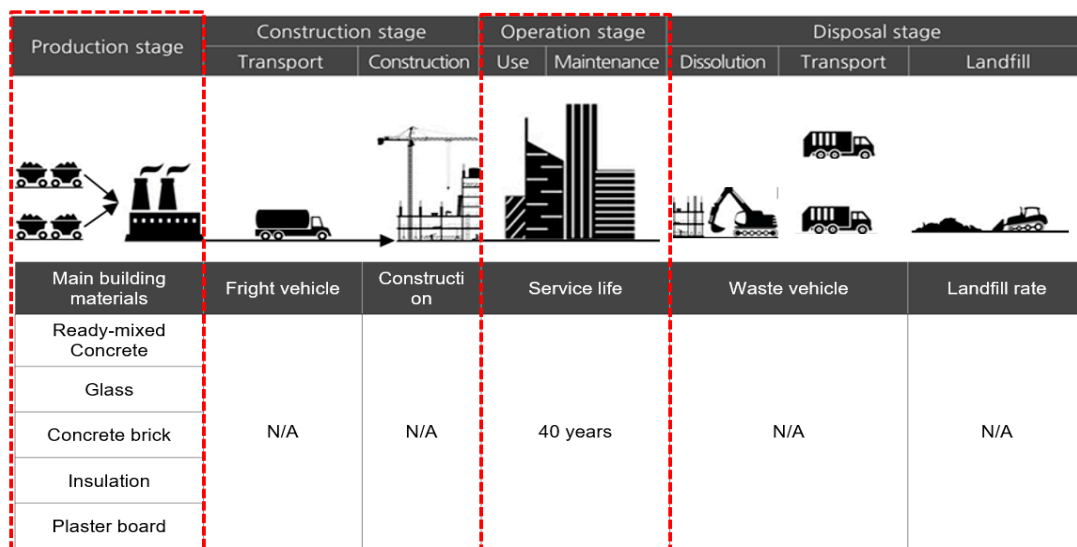 Production stage
Construction stage
Operation stage
Disposal stage
Transport
Construction
Use
Maintenance
Dissolution
Transport
Landfill
Main building
materials
Fright vehicle
Constructi
on
Service life
Waste vehicle
Landfill rate
Ready-mixed
Concrete
Glass
Concrete brick
Insulation
Plaster board
N/A
N/A
40 years
N/A
N/A